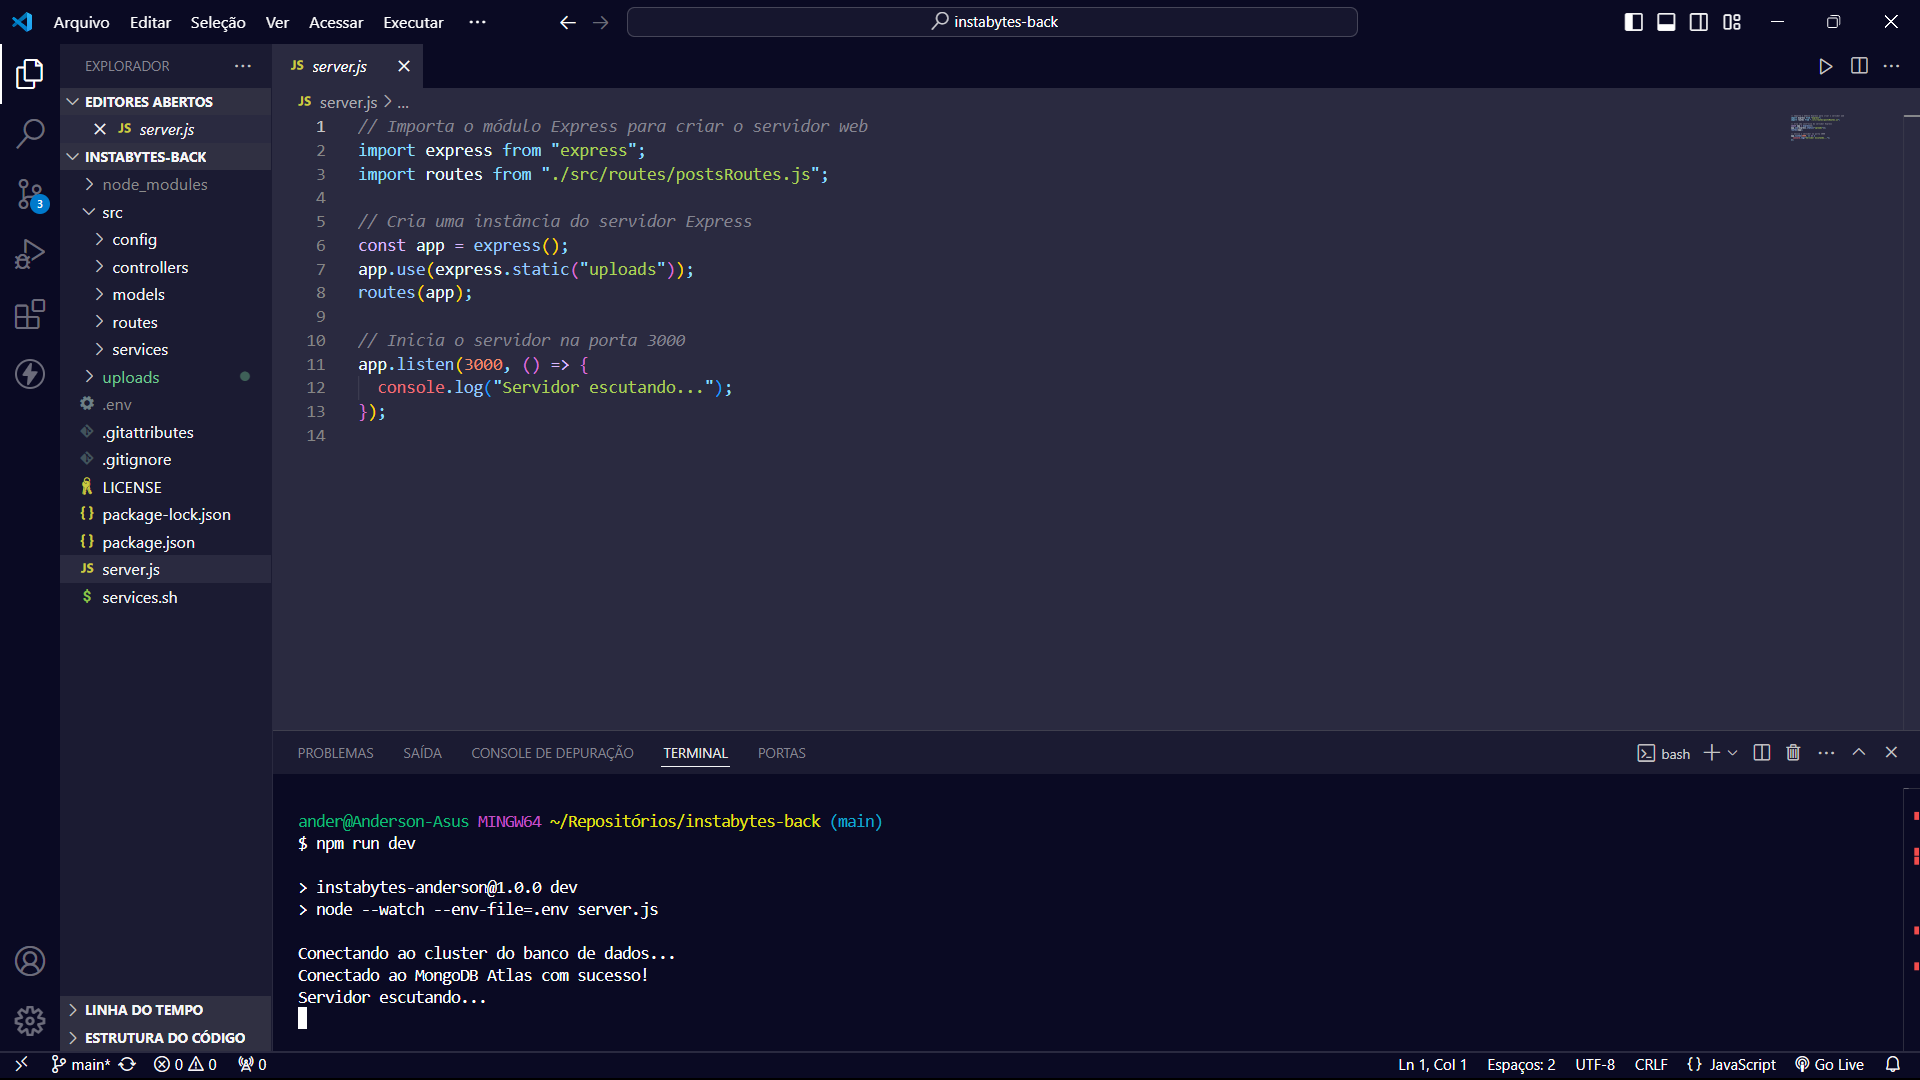 Arquivo Editar Seleção Ver Acessar Executar ···
instabytes-back
EXPLORADOR ···
EDITORES ABERTOS
JS server.js
INSTABYTES-BACK
node_modules
src
config
controllers
models
routes
services
uploads
.env
.gitattributes
.gitignore
LICENSE
{} package-lock.json
{} package.json
JS server.js
$ services.sh
LINHA DO TEMPO
ESTRUTURA DO CÓDIGO
3
JS server.js
JS server.js > ...
1 // Importa o módulo Express para criar o servidor web
2 import express from "express";
3 import routes from "./src/routes/postsRoutes.js";
4
5 // Cria uma instância do servidor Express
6 const app = express();
7 app.use(express.static("uploads"));
8 routes(app);
9
10 // Inicia o servidor na porta 3000
11 app.listen(3000, () => {
12 console.log("Servidor escutando...");
13 });
14
PROBLEMAS SAÍDA CONSOLE DE DEPURAÇÃO TERMINAL PORTAS
bash
ander@Anderson-Asus MINGW64 ~/Repositórios/instabytes-back (main)
$ npm run dev
> instabytes-anderson@1.0.0 dev
> node --watch --env-file=.env server.js
Conectando ao cluster do banco de dados...
Conectado ao MongoDB Atlas com sucesso!
Servidor escutando...
main* 0 0 0
Ln 1, Col 1 Espaços: 2 UTF-8 CRLF {} JavaScript Go Live